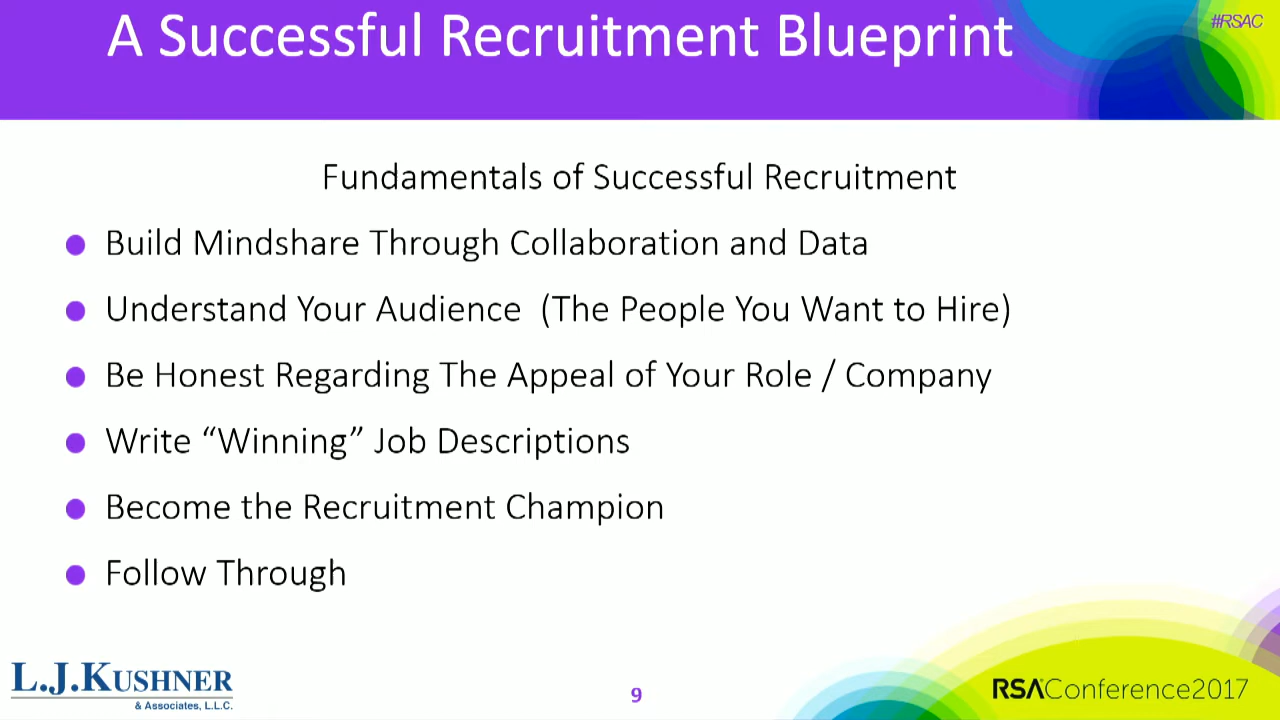 A Successful Recruitment Blueprint
#RSAC
Fundamentals of Successful Recruitment
Build Mindshare Through Collaboration and Data
Understand Your Audience  (The People You Want to Hire)
Be Honest Regarding The Appeal of Your Role / Company
Write “Winning” Job Descriptions
Become the Recruitment Champion
Follow Through
L.J.KUSHNER
& Associates, L.L.C.
9
RSAConference2017